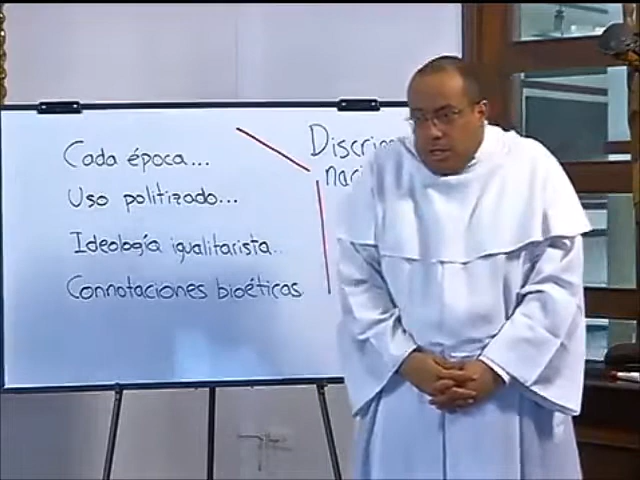 Cada época...
Uso politizado...
Ideología igualitarista...
Connotaciones bioéticas